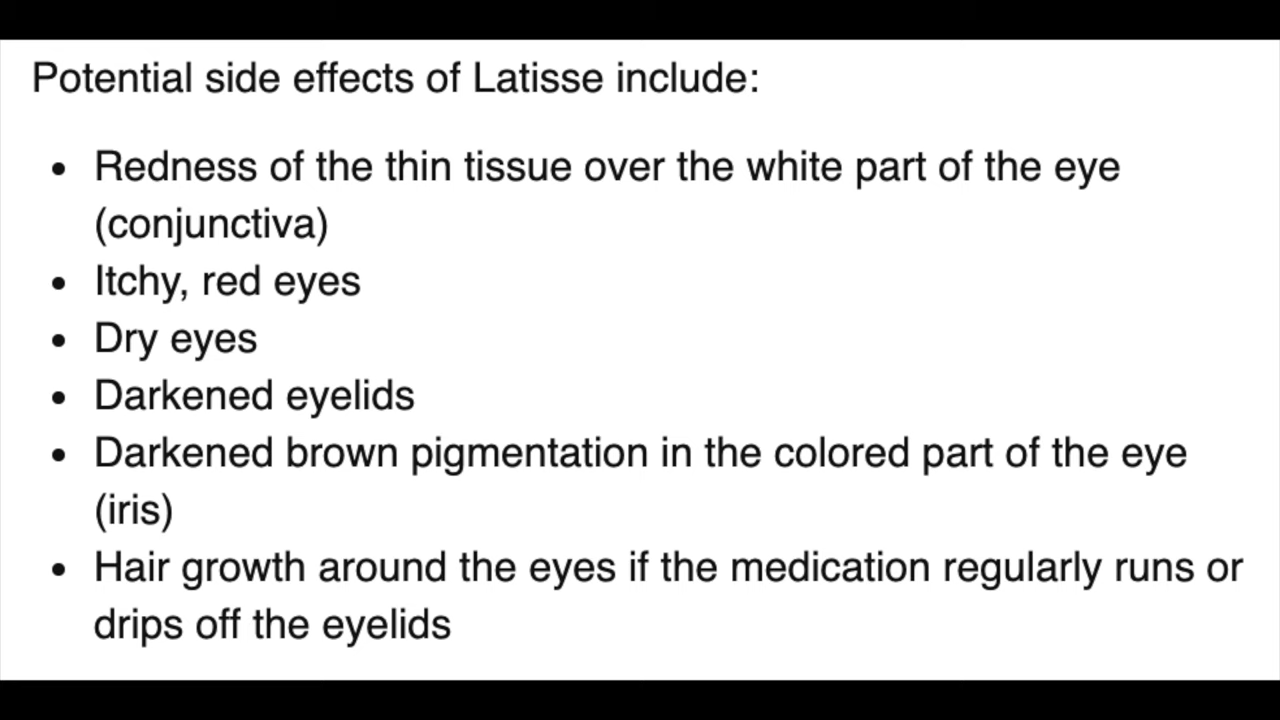 Potential side effects of Latisse include:
• Redness of the thin tissue over the white part of the eye
(conjunctiva)
• Itchy, red eyes
• Dry eyes
• Darkened eyelids
• Darkened brown pigmentation in the colored part of the eye
(iris)
• Hair growth around the eyes if the medication regularly runs or
drips off the eyelids